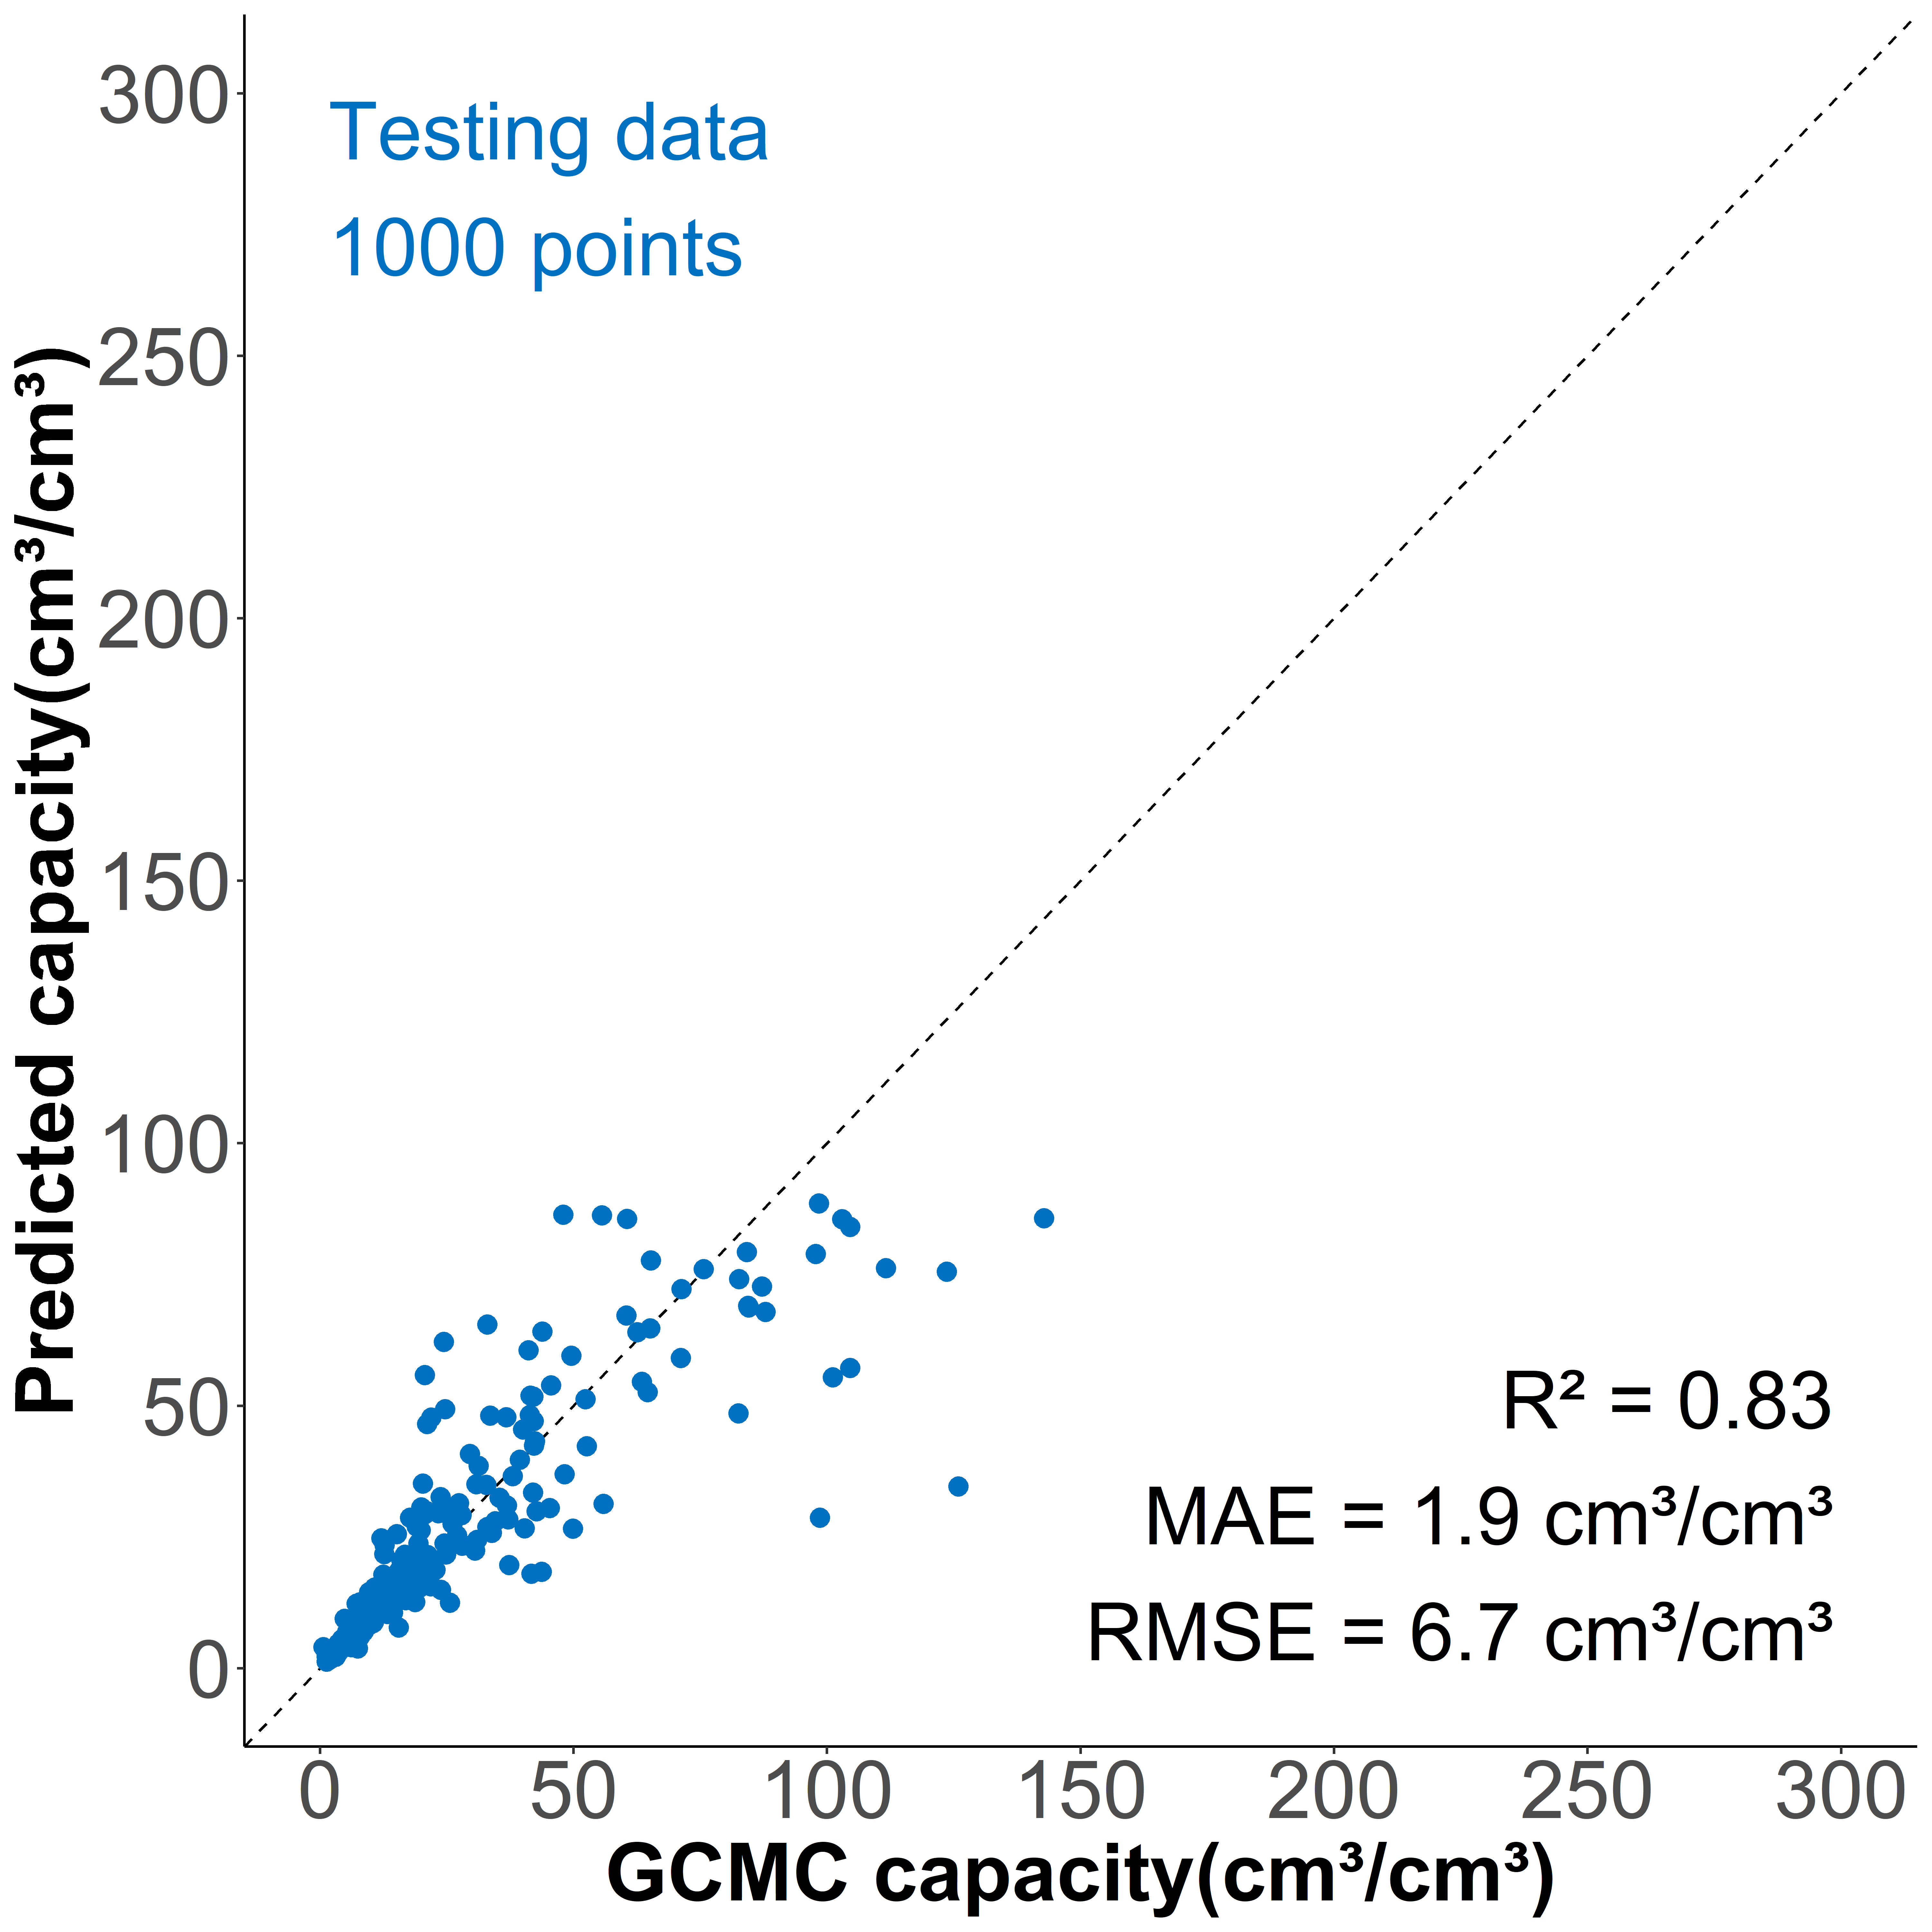 Testing data
1000 points
Predicted capacity(cm³/cm³)
300
250
200
150
100
50
0
R² = 0.83
MAE = 1.9 cm³/cm³
RMSE = 6.7 cm³/cm³
0 50 100 150 200 250 300
GCMC capacity(cm³/cm³)